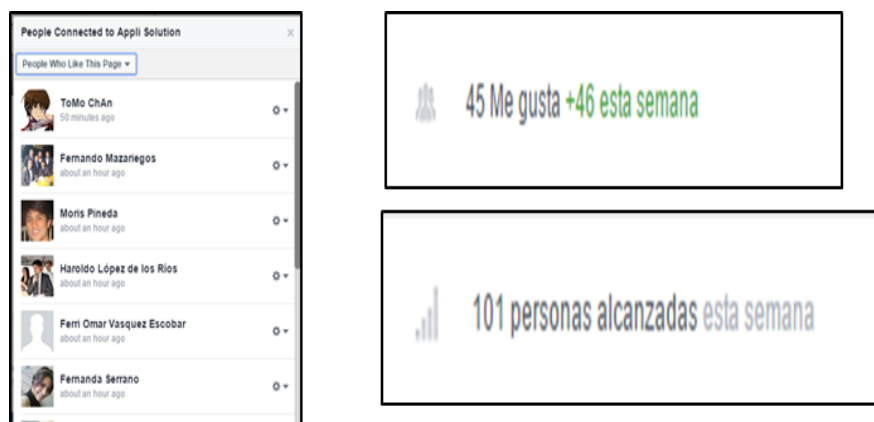 People Connected to Appli Solution
People Who Like This Page
ToMo ChAn
50 minutes ago
Fernando Mazariegos
about an hour ago
Moris Pineda
about an hour ago
Haroldo López de los Ríos
about an hour ago
Ferri Omar Vasquez Escobar
about an hour ago
Fernanda Serrano
about an hour ago
45 Me gusta +46 esta semana
101 personas alcanzadas esta semana